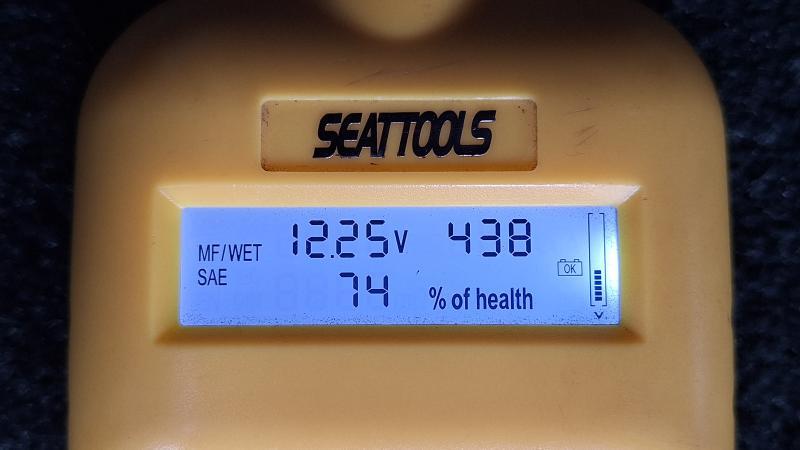 SEATTOOLS
MF/WET 12.25V 438
SAE 74 % of health
OK